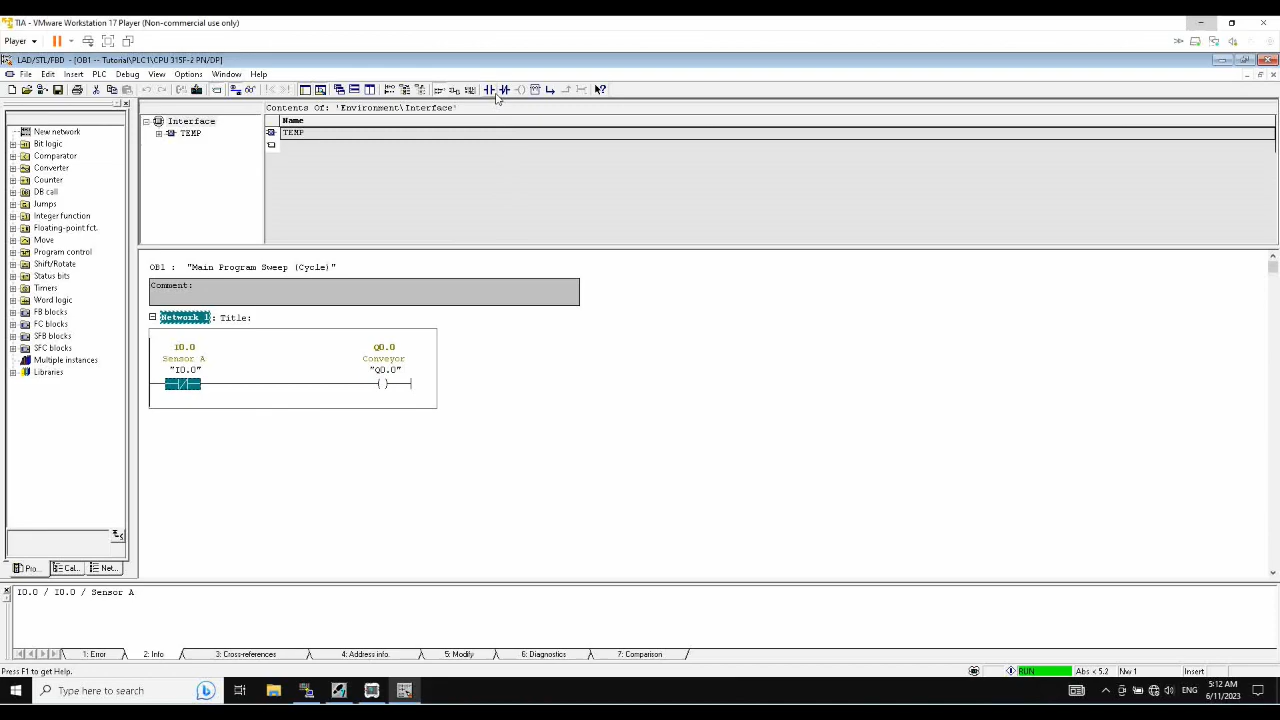 TIA - VMware Workstation 17 Player (Non-commercial use only)
Player
LAD/STL/FBD - [OB1 -- Tutorial\PLC1\CPU 315F-2 PN/DP]
File Edit Insert PLC Debug View Options Window Help
Contents Of: 'Environment\Interface'
Interface
TEMP
Name
TEMP
New network
Bit logic
Comparator
Converter
Counter
DB call
Jumps
Integer function
Floating-point fct.
Move
Program control
Shift/Rotate
Status bits
Timers
Word logic
FB blocks
FC blocks
SFB blocks
SFC blocks
Multiple instances
Libraries
Pro... Cal... Net...
OB1 : "Main Program Sweep (Cycle)"
Comment:
Network 1: Title:
I0.0 Q0.0
Sensor A Conveyor
"I0.0" "Q0.0"
I0.0 / I0.0 / Sensor A
1: Error 2: Info 3: Cross-references 4: Address info. 5: Modify 6: Diagnostics 7: Comparison
Press F1 to get Help. RUN Abs < 5.2 Nw 1 Insert
Type here to search
ENG
5:12 AM
6/11/2023